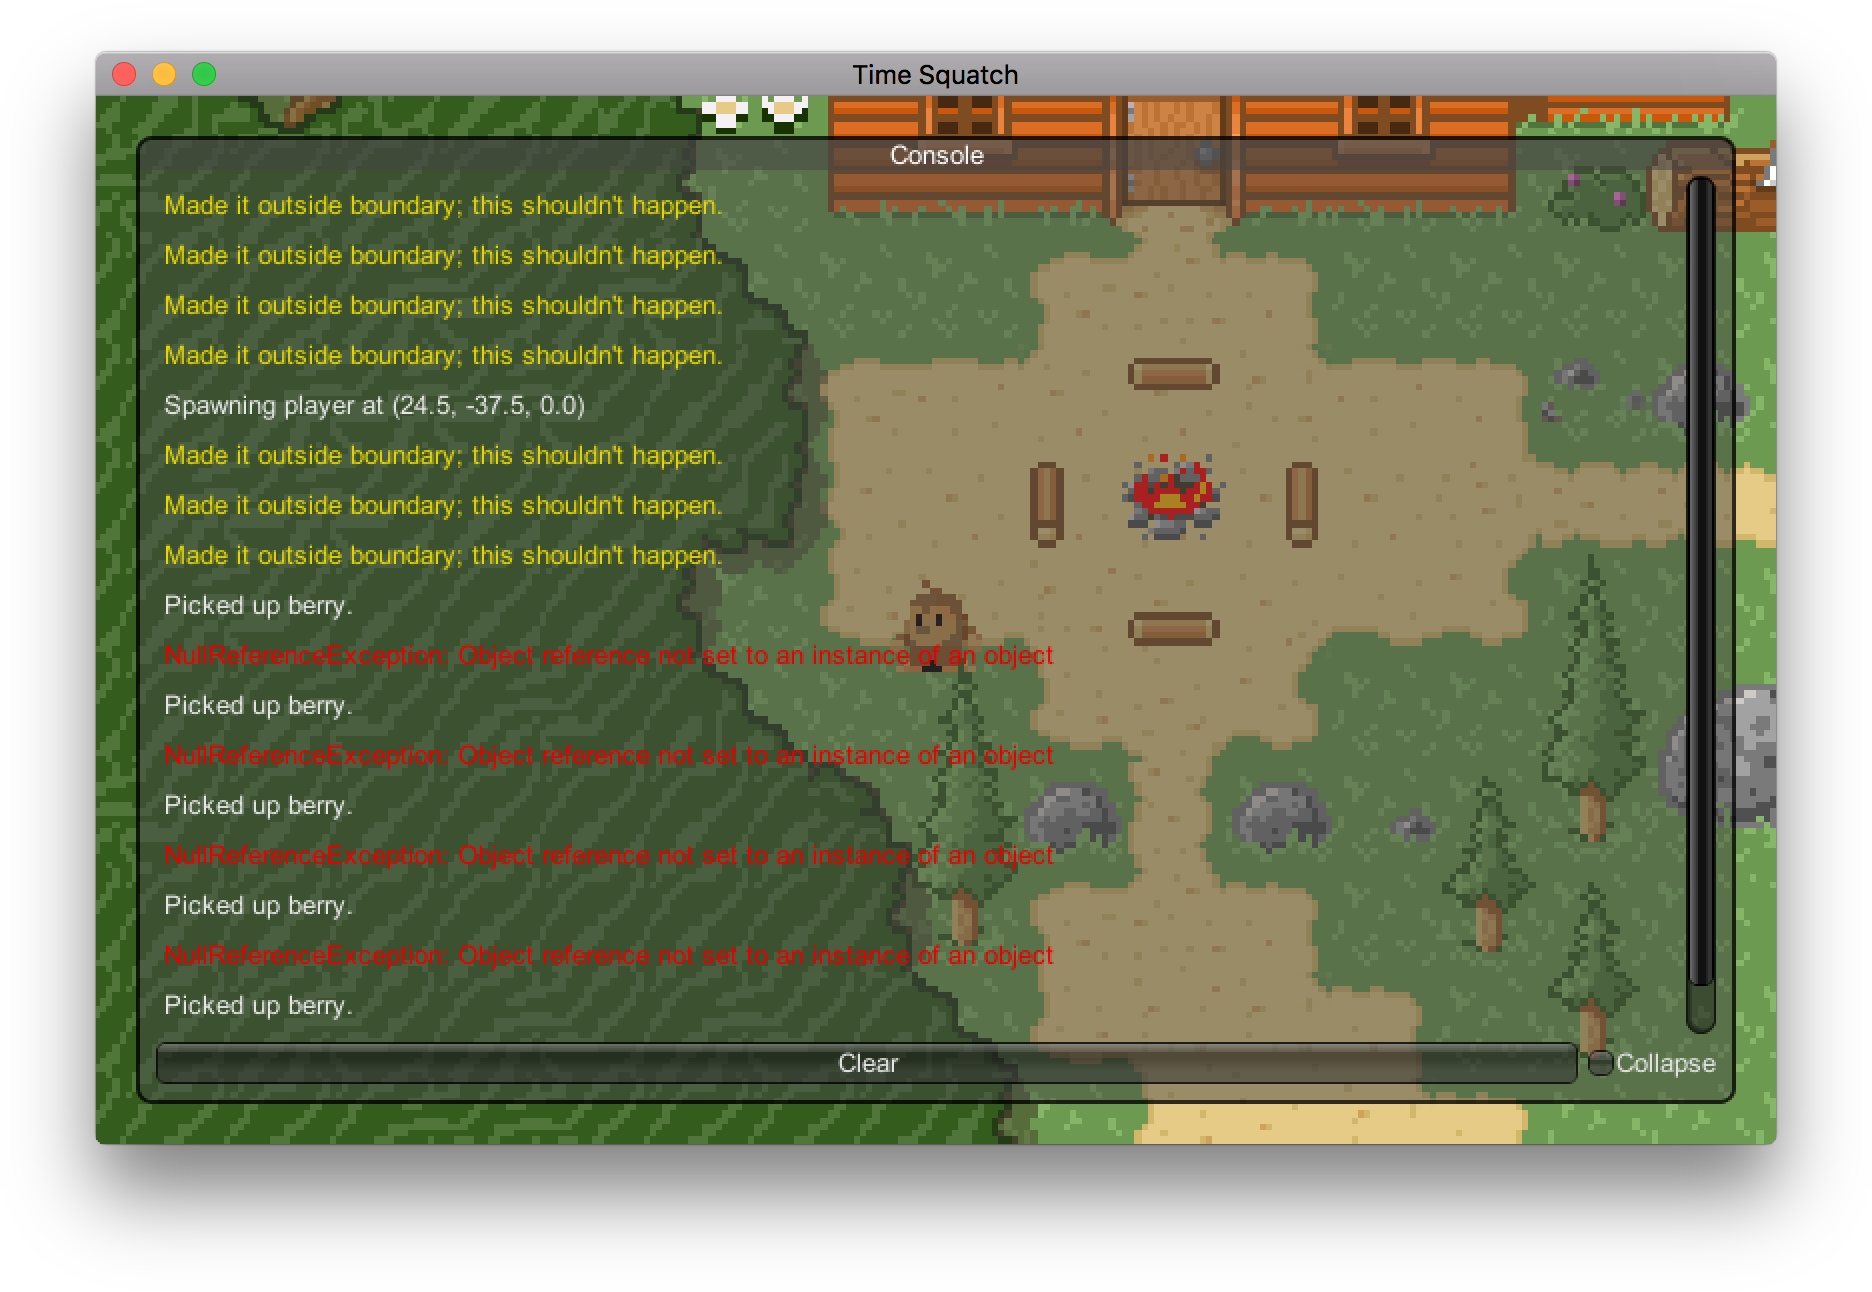 Time Squatch
Console
Made it outside boundary; this shouldn't happen.
Made it outside boundary; this shouldn't happen.
Made it outside boundary; this shouldn't happen.
Made it outside boundary; this shouldn't happen.
Spawning player at (24.5, -37.5, 0.0)
Made it outside boundary; this shouldn't happen.
Made it outside boundary; this shouldn't happen.
Made it outside boundary; this shouldn't happen.
Picked up berry.
NullReferenceException: Object reference not set to an instance of an object
Picked up berry.
NullReferenceException: Object reference not set to an instance of an object
Picked up berry.
NullReferenceException: Object reference not set to an instance of an object
Picked up berry.
NullReferenceException: Object reference not set to an instance of an object
Picked up berry.
Clear Collapse